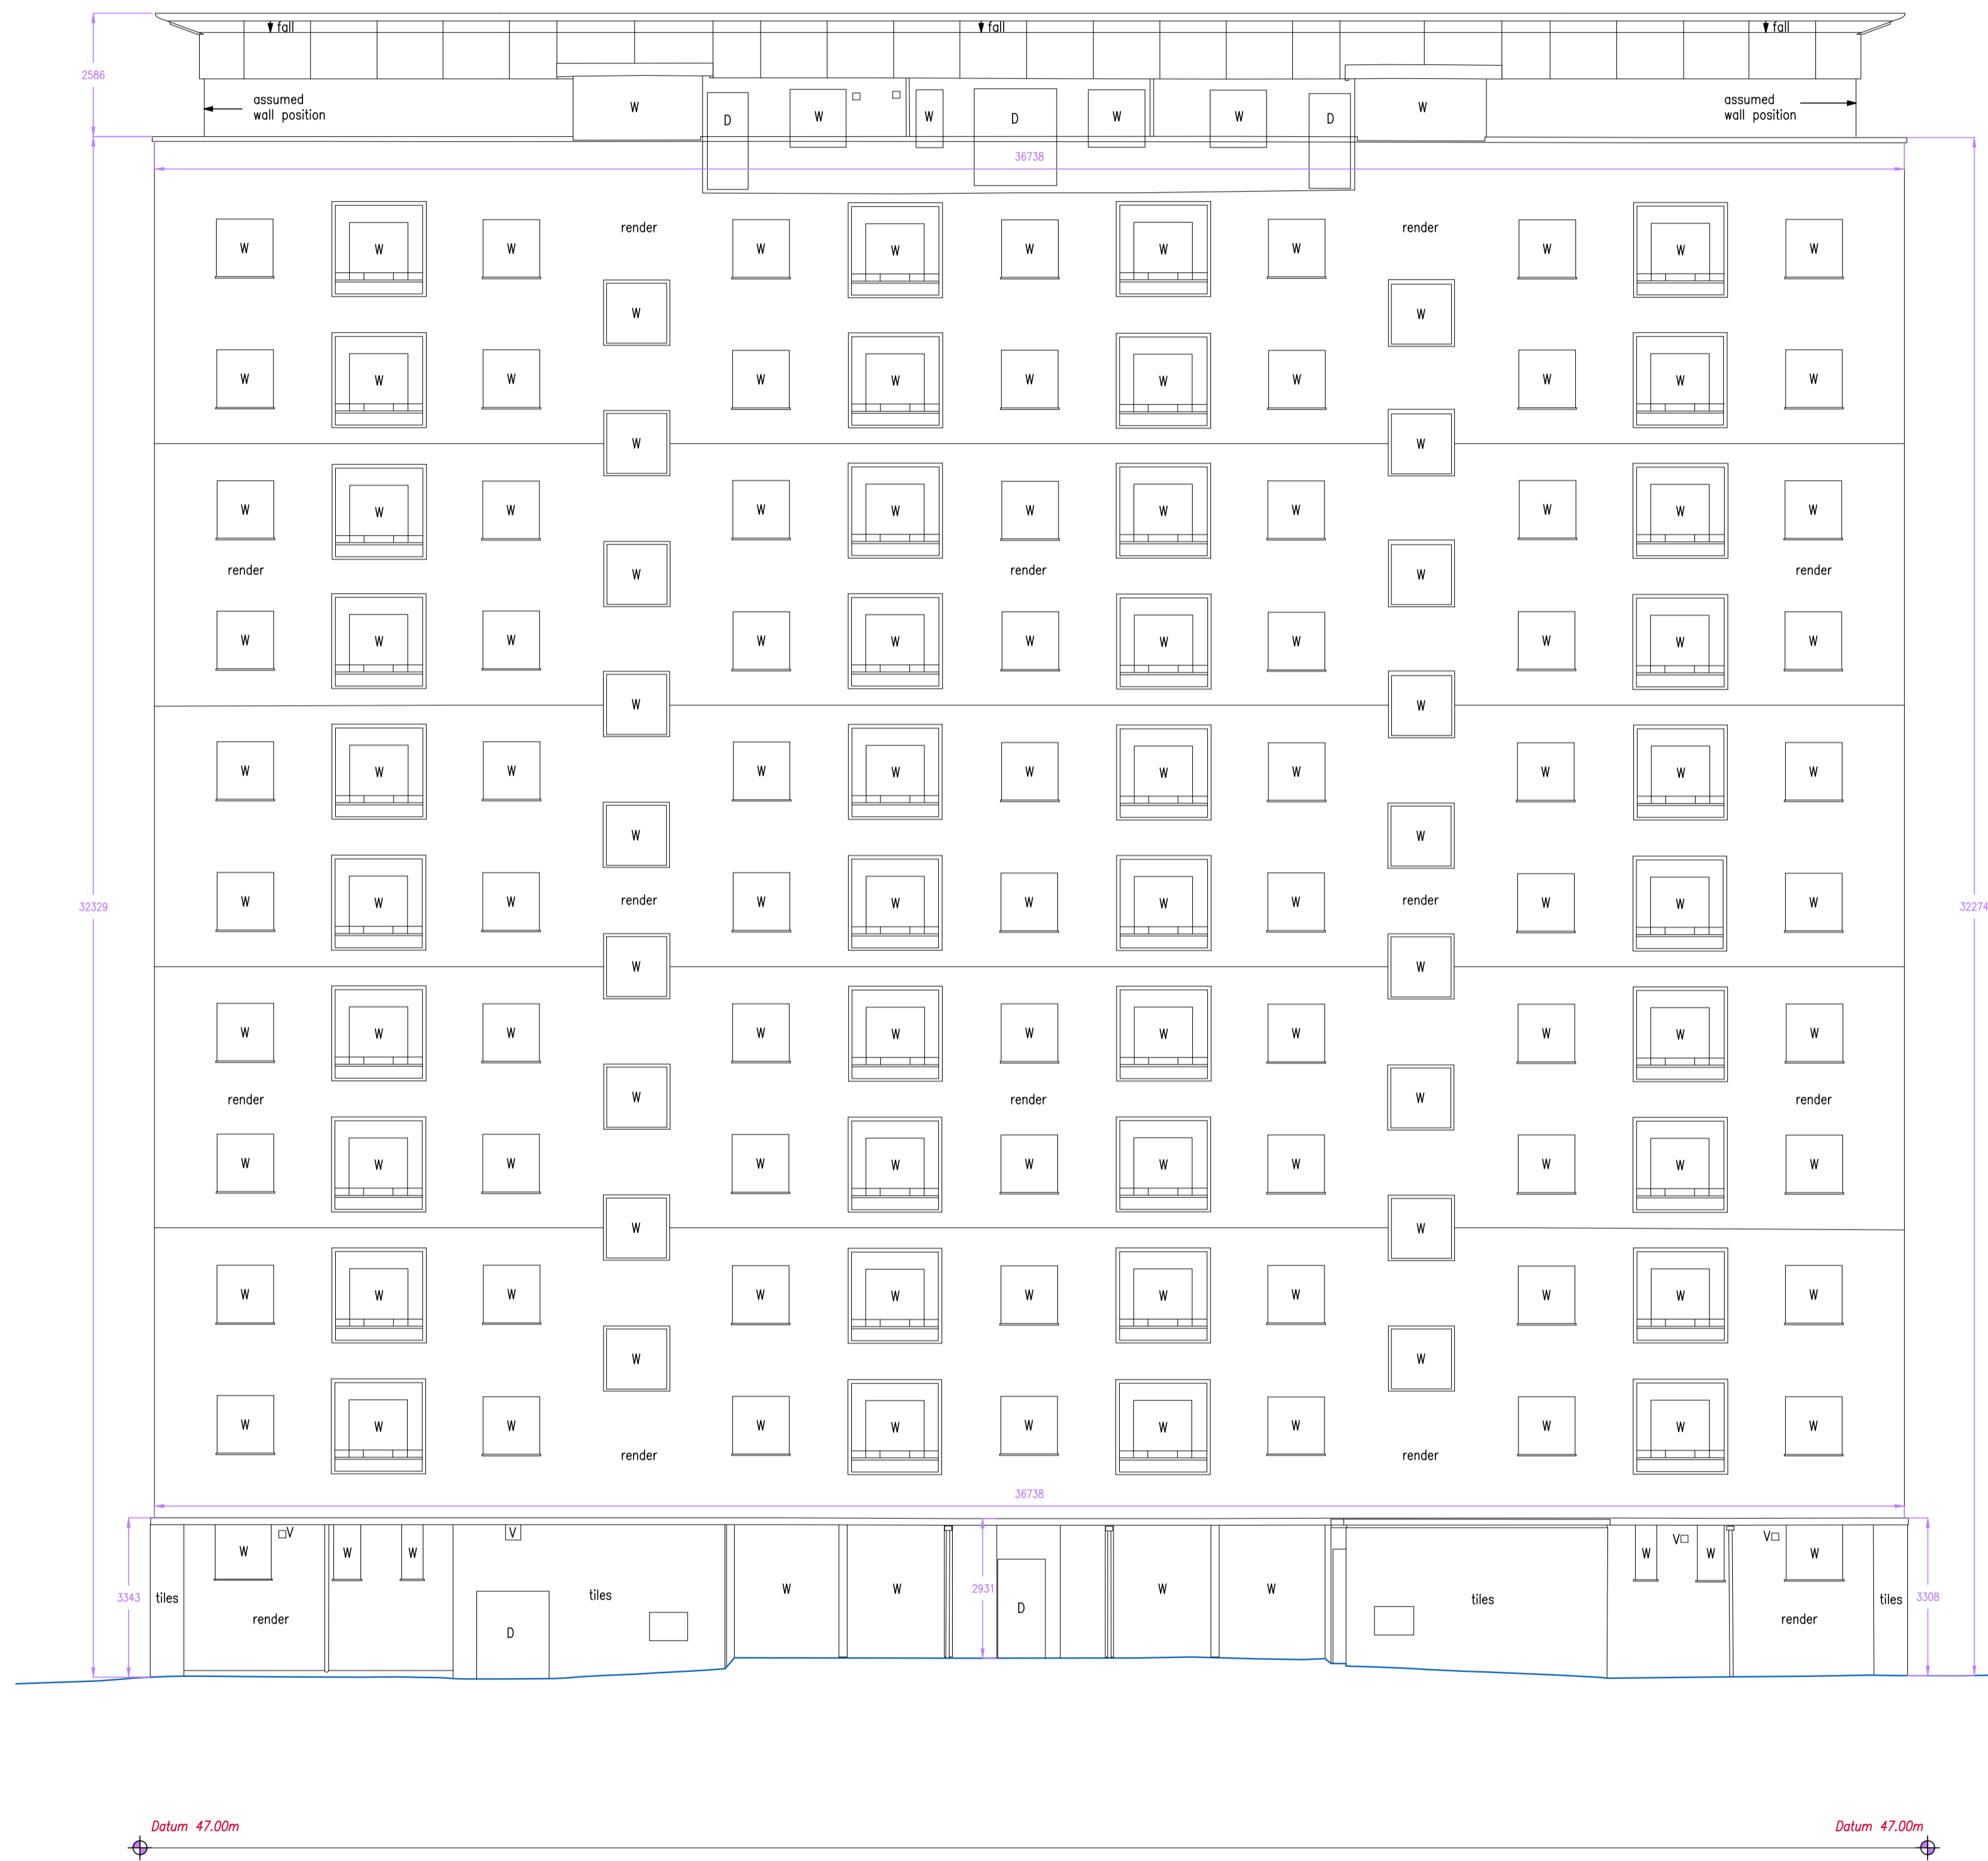 fall fall fall
2586
assumed
wall position
W D W W D W W D W
assumed
wall position
36738
W W W render W W W W W render W W W
W W
W W W W W W W W W W
W W
W W W W W W W W W W
render render render
W W
W W W W W W W W W W
W W
W W W W W W W W W W
W W
32329 W W W render W W W W W render W W W 32274
W W
W W W W W W W W W W
render W render W render
W W W W W W W W W W
W W
W W W W W W W W W W
W W
W W W W W W W W W W
render render
36738
V V V V
W W W W W W
3343 tiles tiles W W 2931 W W tiles tiles 3308
render D D render
Datum 47.00m Datum 47.00m